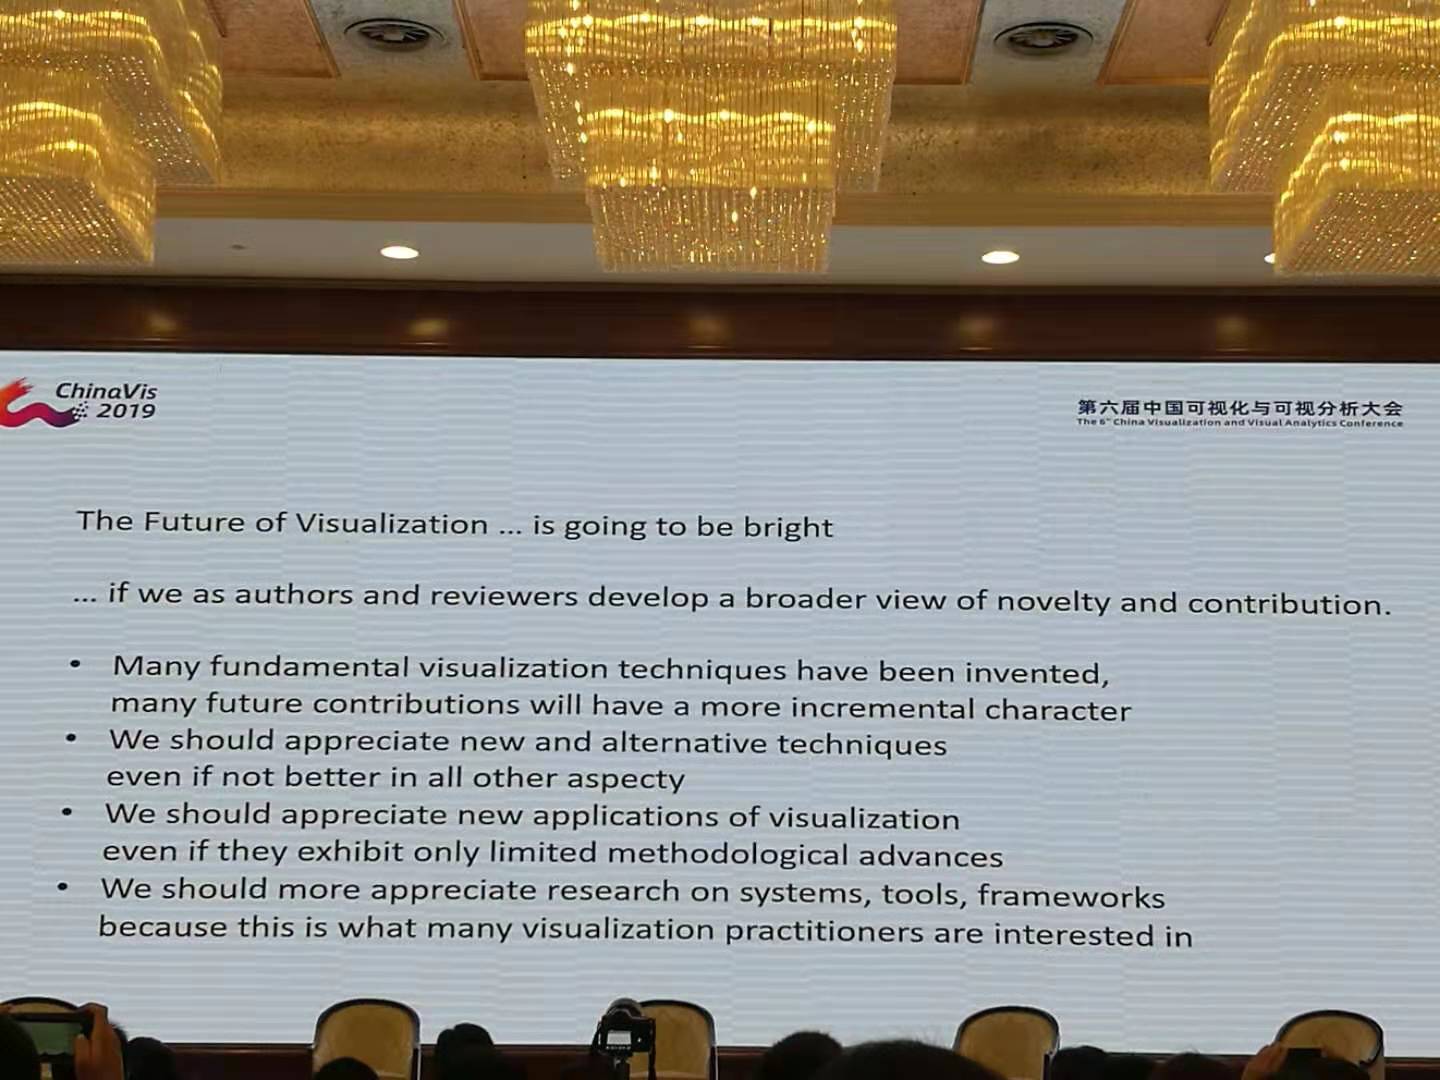 ChinaVis
2019
第六届中国可视化与可视分析大会
The 6th China Visualization and Visual Analytics Conference
The Future of Visualization ... is going to be bright
... if we as authors and reviewers develop a broader view of novelty and contribution.
• Many fundamental visualization techniques have been invented,
many future contributions will have a more incremental character
• We should appreciate new and alternative techniques
even if not better in all other aspecty
• We should appreciate new applications of visualization
even if they exhibit only limited methodological advances
• We should more appreciate research on systems, tools, frameworks
because this is what many visualization practitioners are interested in